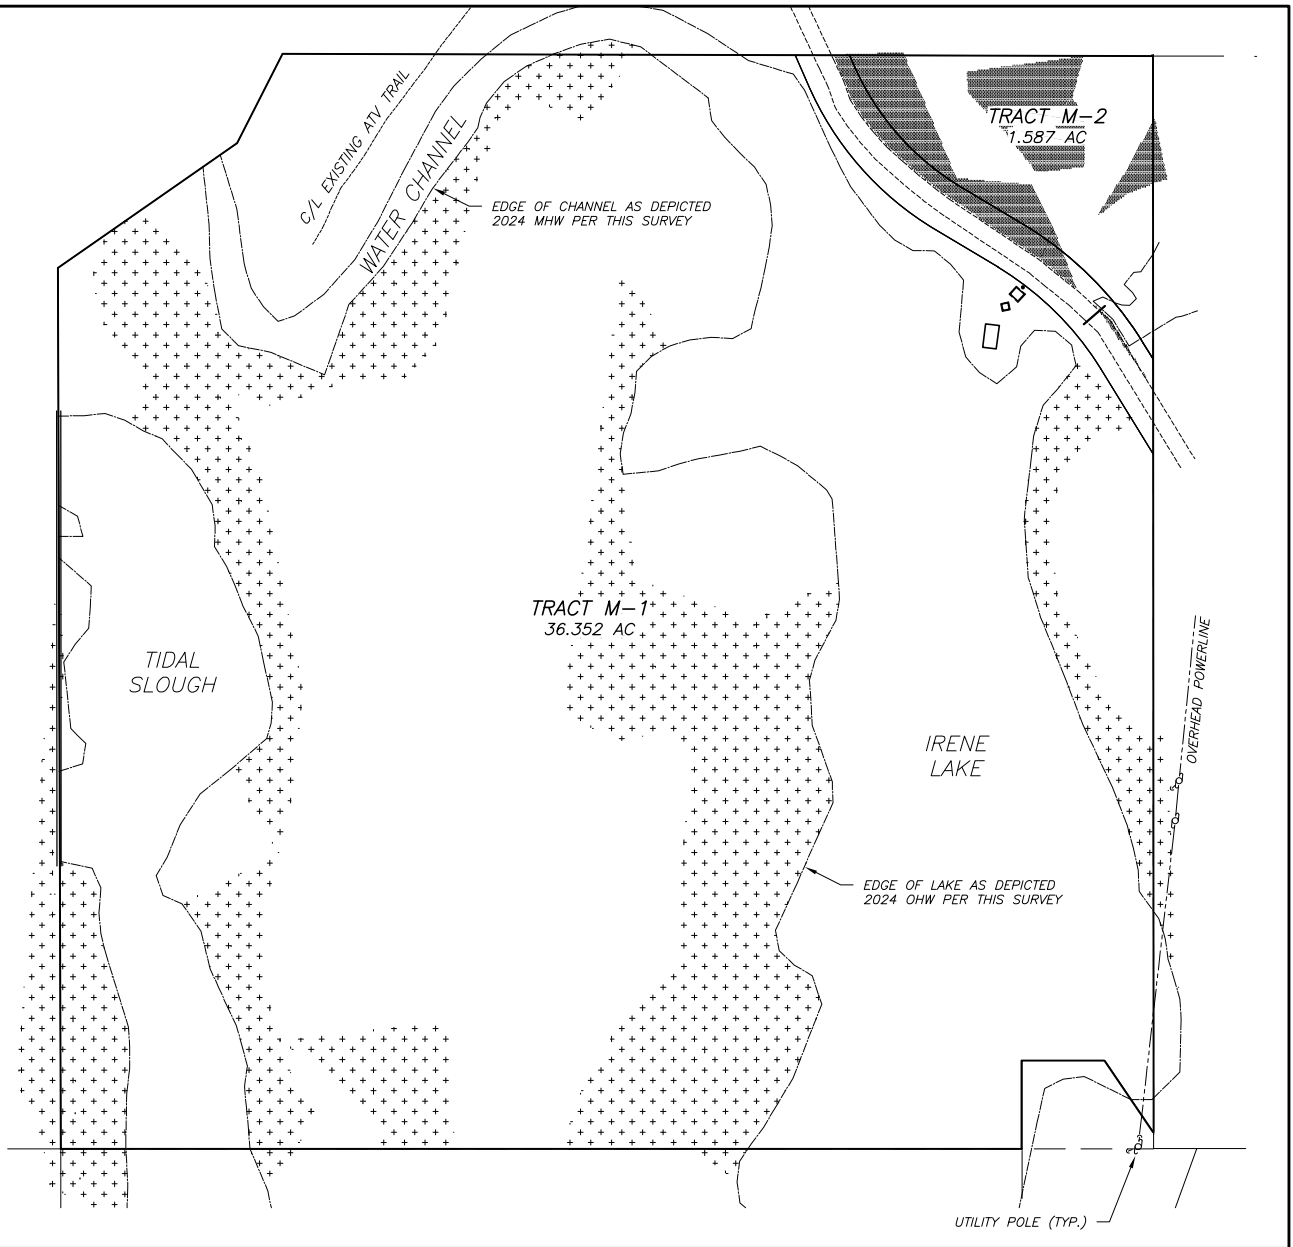 C/L EXISTING ATV TRAIL
WATER CHANNEL
TRACT M-2
1.587 AC
EDGE OF CHANNEL AS DEPICTED
2024 MHW PER THIS SURVEY
TRACT M-1
36.352 AC
TIDAL
SLOUGH
OVERHEAD POWERLINE
IRENE
LAKE
EDGE OF LAKE AS DEPICTED
2024 OHW PER THIS SURVEY
UTILITY POLE (TYP.)